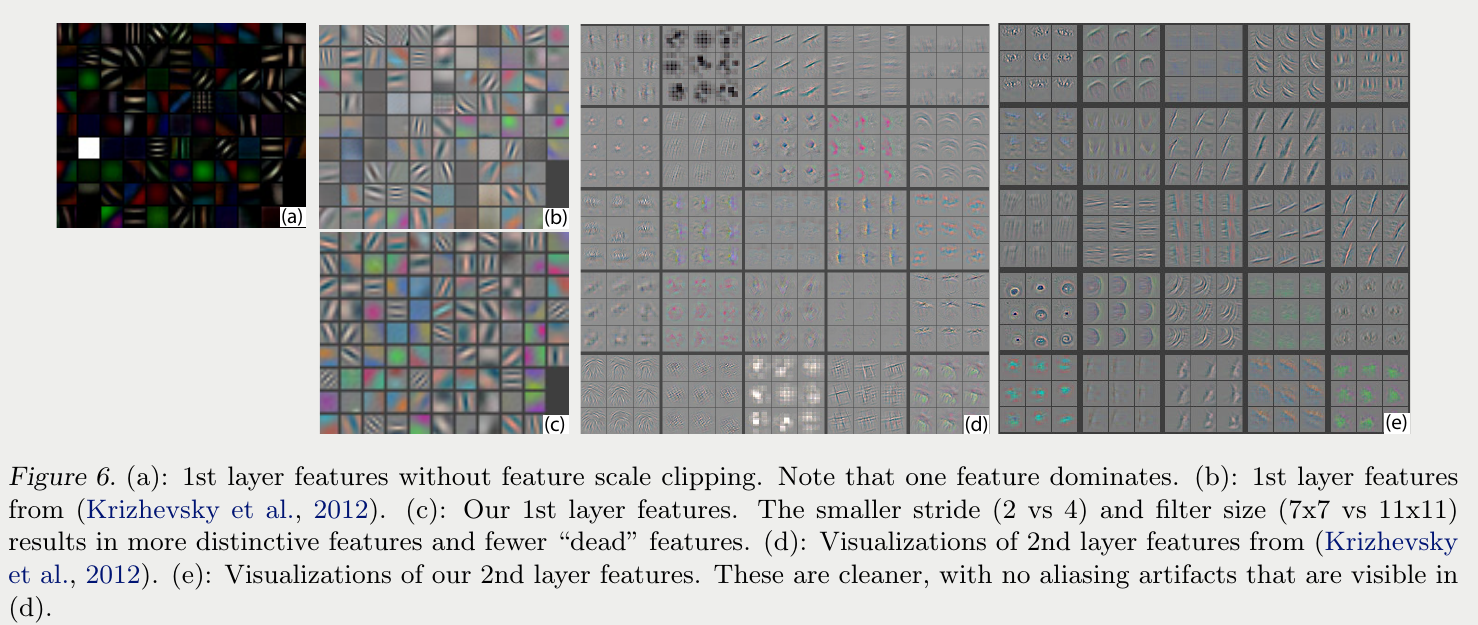 (a)
(b)
(c)
(d)
(e)
Figure 6. (a): 1st layer features without feature scale clipping. Note that one feature dominates. (b): 1st layer features
from (Krizhevsky et al., 2012). (c): Our 1st layer features. The smaller stride (2 vs 4) and filter size (7x7 vs 11x11)
results in more distinctive features and fewer “dead” features. (d): Visualizations of 2nd layer features from (Krizhevsky
et al., 2012). (e): Visualizations of our 2nd layer features. These are cleaner, with no aliasing artifacts that are visible in
(d).